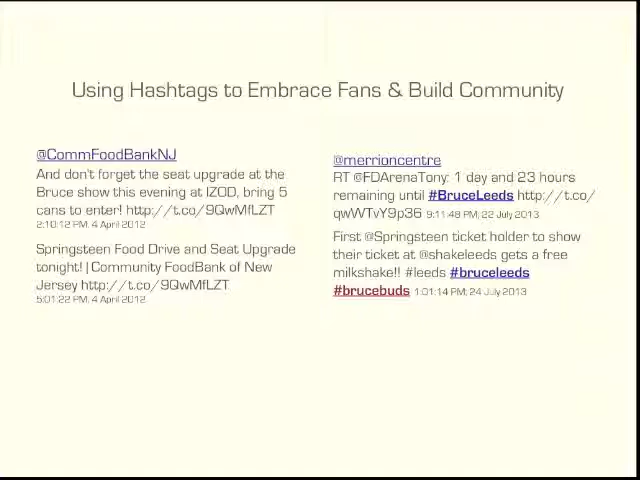 Using Hashtags to Embrace Fans & Build Community
@CommFoodBankNJ
And don't forget the seat upgrade at the
Bruce show this evening at IZOD, bring 5
cans to enter! http://t.co/9QwMfLZT
2:10:12 PM, 4 April 2012
Springsteen Food Drive and Seat Upgrade
tonight! | Community FoodBank of New
Jersey http://t.co/9QwMfLZT
5:01:22 PM, 4 April 2012
@merrioncentre
RT @FDArenaTony: 1 day and 23 hours
remaining until #BruceLeeds http://t.co/
qwWTvY9p36 9:11:48 PM, 22 July 2013
First @Springsteen ticket holder to show
their ticket at @shakeleeds gets a free
milkshake!! #leeds #bruceleeds
#brucebuds 1:01:14 PM, 24 July 2013